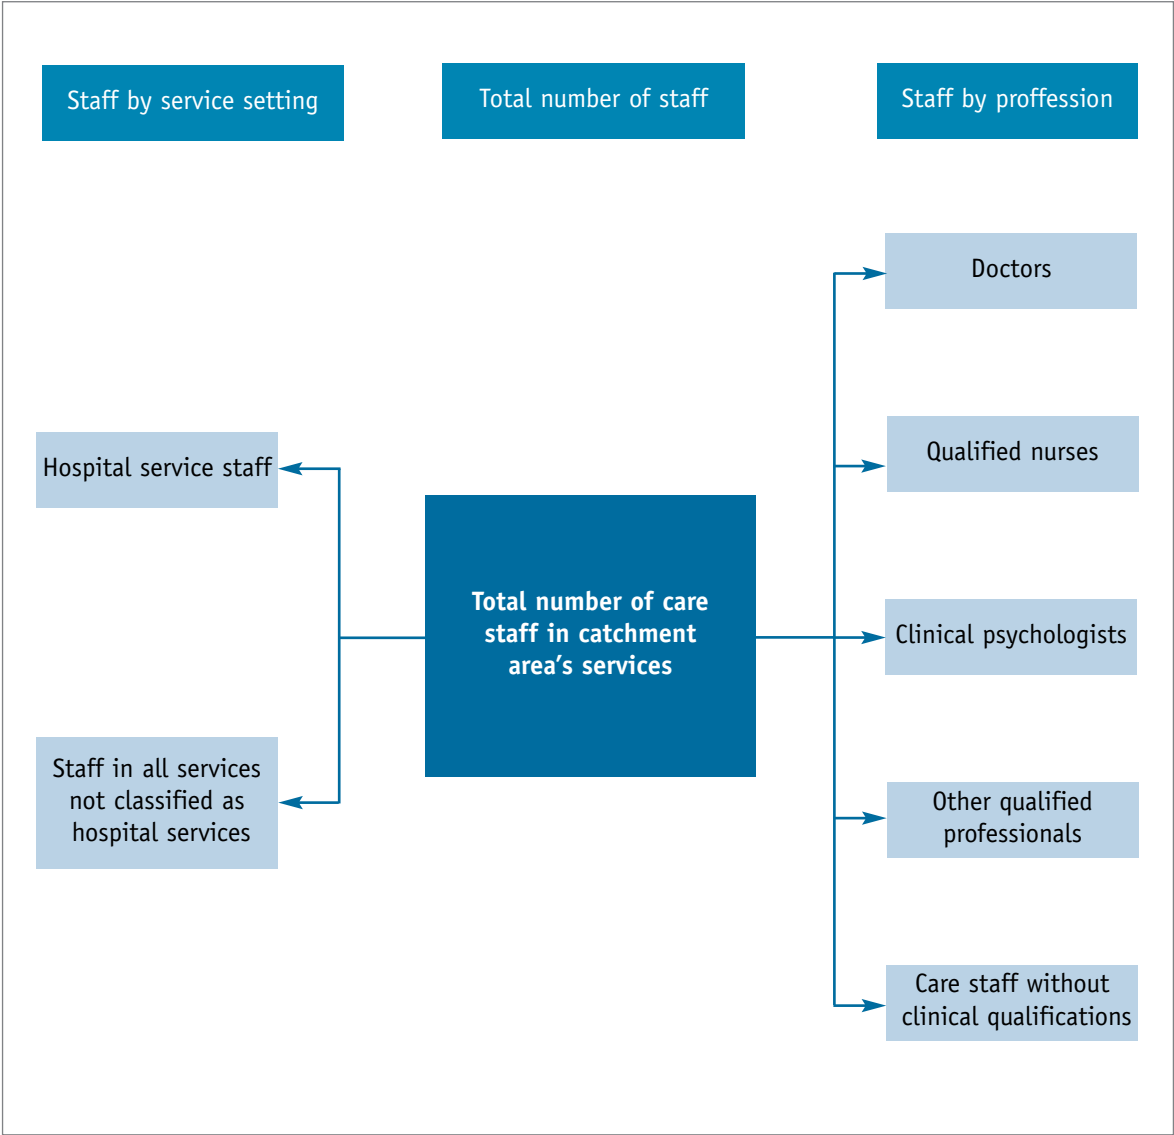 Staff by service setting
Total number of staff
Staff by proffession
Doctors
Hospital service staff
Qualified nurses
Total number of care
staff in catchment
area's services
Clinical psychologists
Staff in all services
not classified as
hospital services
Other qualified
professionals
Care staff without
clinical qualifications